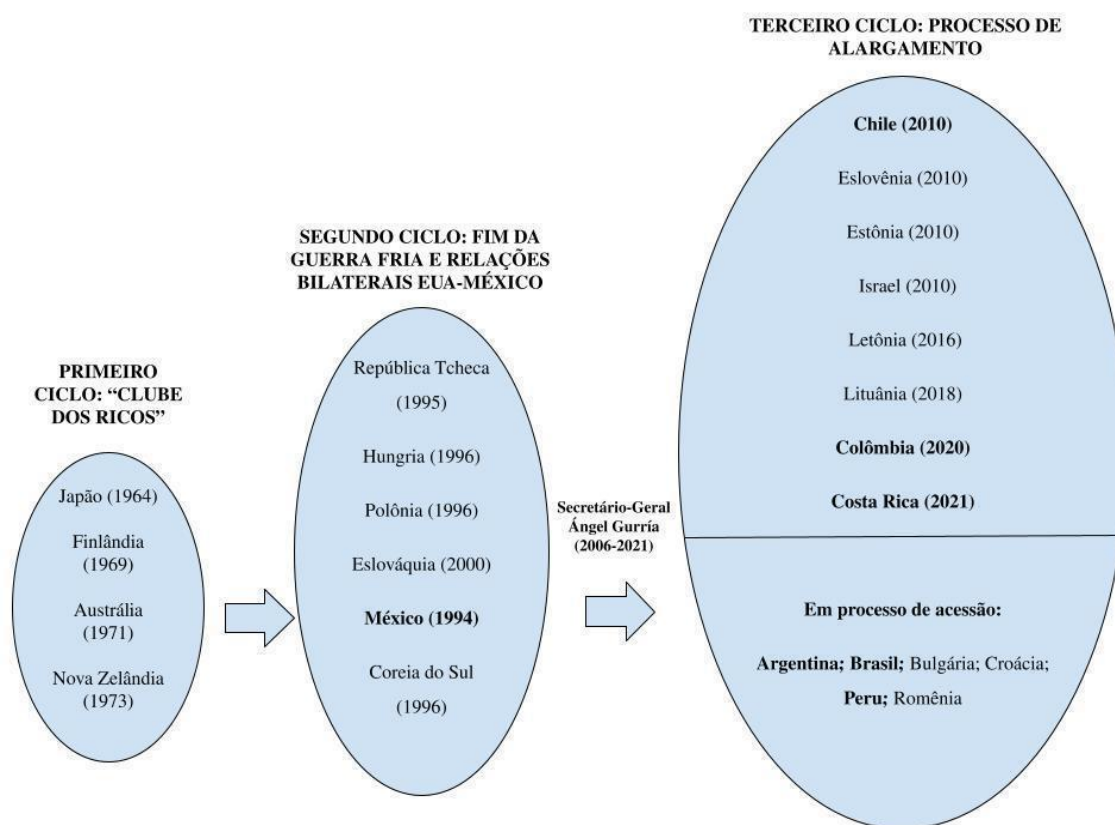 PRIMEIRO
CICLO: “CLUBE
DOS RICOS”
Japão (1964)
Finlândia
(1969)
Austrália
(1971)
Nova Zelândia
(1973)
SEGUNDO CICLO: FIM DA
GUERRA FRIA E RELAÇÕES
BILATERAIS EUA-MÉXICO
República Tcheca
(1995)
Hungria (1996)
Polônia (1996)
Eslováquia (2000)
México (1994)
Coreia do Sul
(1996)
Secretário-Geral
Ángel Gurría
(2006-2021)
TERCEIRO CICLO: PROCESSO DE
ALARGAMENTO
Chile (2010)
Eslovênia (2010)
Estônia (2010)
Israel (2010)
Letônia (2016)
Lituânia (2018)
Colômbia (2020)
Costa Rica (2021)
Em processo de acessão:
Argentina; Brasil; Bulgária; Croácia;
Peru; Romênia